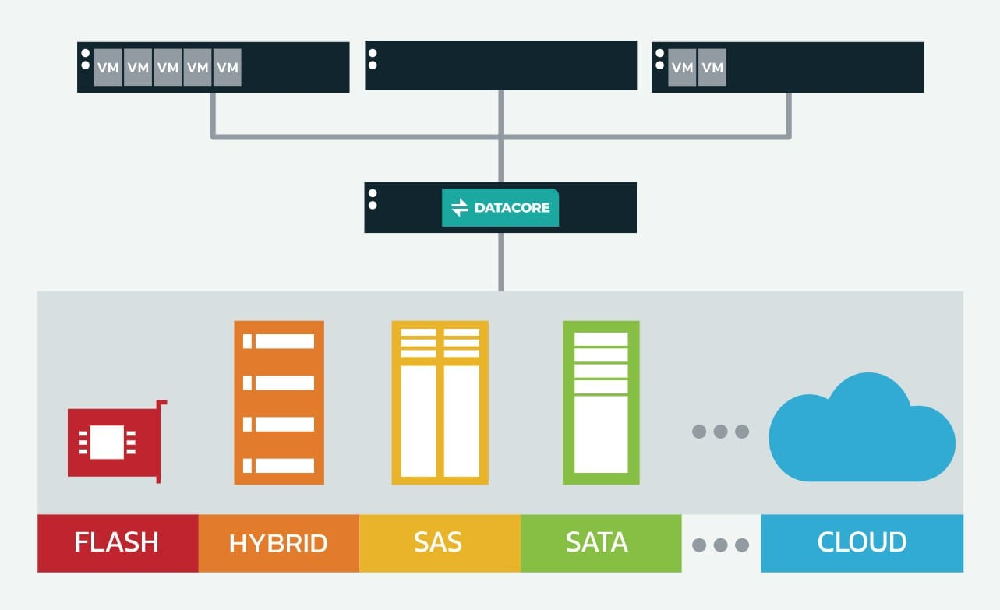 VM VM VM VM VM
VM VM
DATACORE
FLASH HYBRID SAS SATA CLOUD